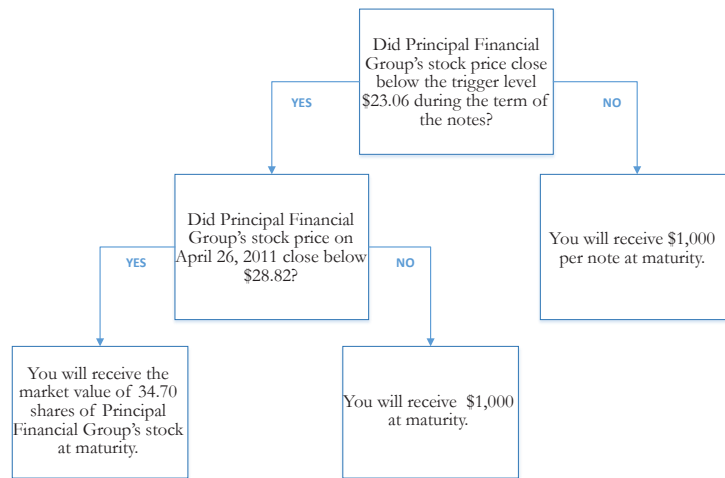 Did Principal Financial
Group's stock price close
below the trigger level
$23.06 during the term of
the notes?
YES
NO
Did Principal Financial
Group's stock price on
April 26, 2011 close below
$28.82?
You will receive $1,000
per note at maturity.
YES
NO
You will receive the
market value of 34.70
shares of Principal
Financial Group's stock
at maturity.
You will receive $1,000
at maturity.